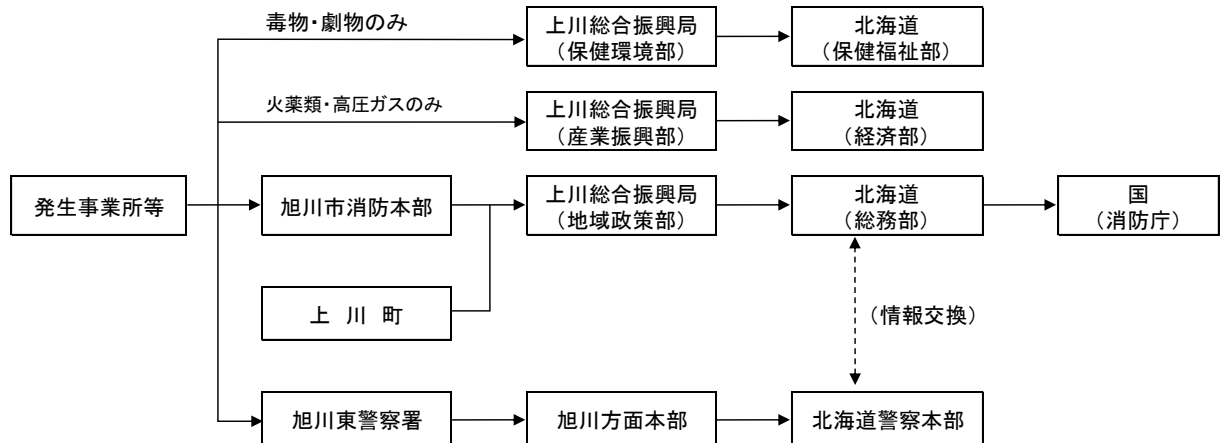 毒物・劇物のみ
上川総合振興局
（保健環境部）
北海道
（保健福祉部）
火薬類・高圧ガスのみ
上川総合振興局
（産業振興部）
北海道
（経済部）
発生事業所等
旭川市消防本部
上川総合振興局
（地域政策部）
北海道
（総務部）
国
（消防庁）
上 川 町
（情報交換）
旭川東警察署
旭川方面本部
北海道警察本部